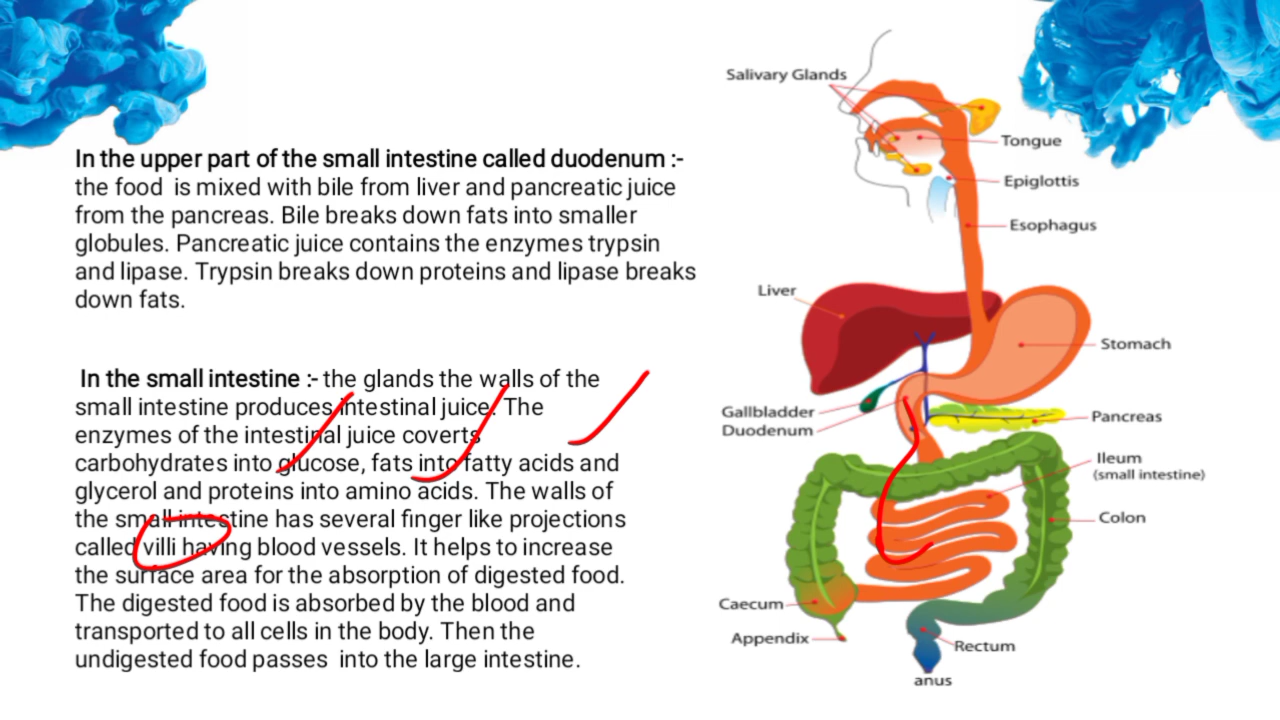 In the upper part of the small intestine called duodenum :-
the food is mixed with bile from liver and pancreatic juice
from the pancreas. Bile breaks down fats into smaller
globules. Pancreatic juice contains the enzymes trypsin
and lipase. Trypsin breaks down proteins and lipase breaks
down fats.
In the small intestine :- the glands the walls of the
small intestine produces intestinal juice. The
enzymes of the intestinal juice coverts
carbohydrates into glucose, fats into fatty acids and
glycerol and proteins into amino acids. The walls of
the small intestine has several finger like projections
called villi having blood vessels. It helps to increase
the surface area for the absorption of digested food.
The digested food is absorbed by the blood and
transported to all cells in the body. Then the
undigested food passes into the large intestine.
Salivary Glands
Tongue
Epiglottis
Esophagus
Liver
Stomach
Gallbladder
Duodenum
Pancreas
Ileum
(small intestine)
Colon
Caecum
Appendix
Rectum
anus